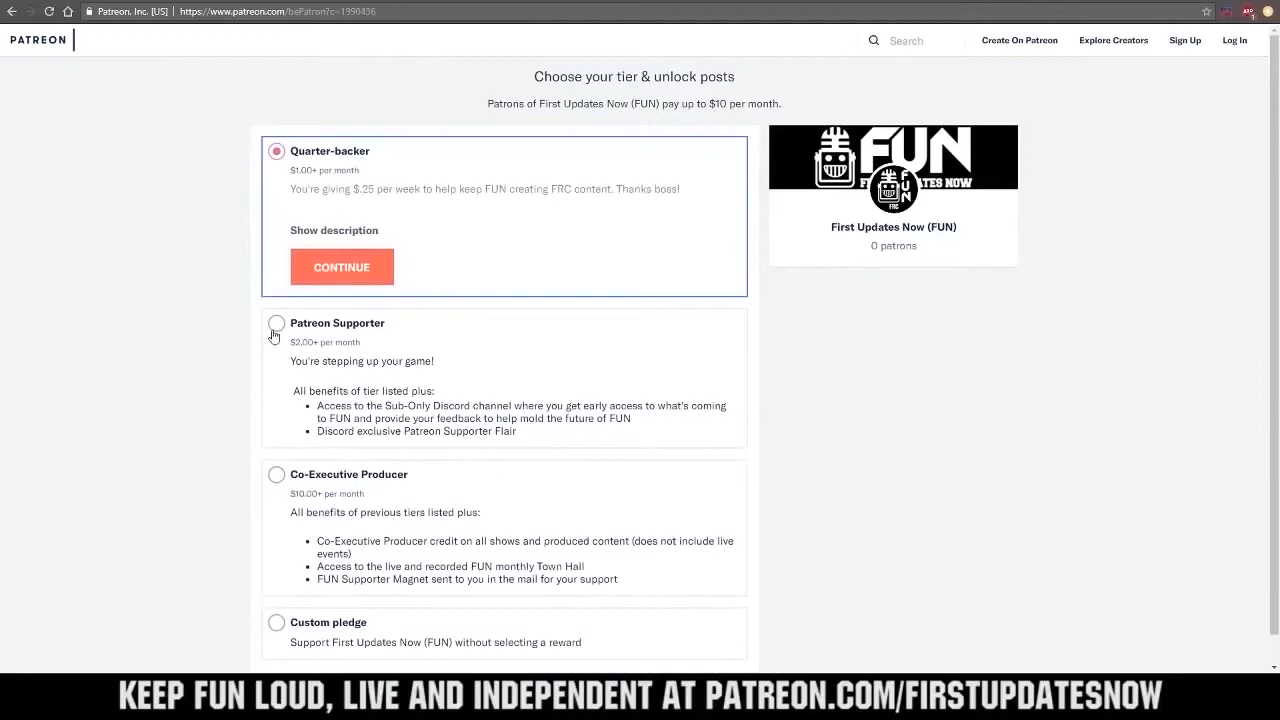 Patreon, Inc. [US] | https://www.patreon.com/bePatron?c=1990436
PATREON
Search
Create On Patreon
Explore Creators
Sign Up
Log In
Choose your tier & unlock posts
Patrons of First Updates Now (FUN) pay up to $10 per month.
Quarter-backer
$1.00+ per month
You're giving $.25 per week to help keep FUN creating FRC content. Thanks boss!
Show description
CONTINUE
FUN
FUN
FRC
First Updates Now (FUN)
0 patrons
Patreon Supporter
$2.00+ per month
You're stepping up your game!
All benefits of tier listed plus:
• Access to the Sub-Only Discord channel where you get early access to what's coming
to FUN and provide your feedback to help mold the future of FUN
• Discord exclusive Patreon Supporter Flair
Co-Executive Producer
$10.00+ per month
All benefits of previous tiers listed plus:
• Co-Executive Producer credit on all shows and produced content (does not include live
events)
• Access to the live and recorded FUN monthly Town Hall
• FUN Supporter Magnet sent to you in the mail for your support
Custom pledge
Support First Updates Now (FUN) without selecting a reward
KEEP FUN LOUD, LIVE AND INDEPENDENT AT PATREON.COM/FIRSTUPDATESNOW